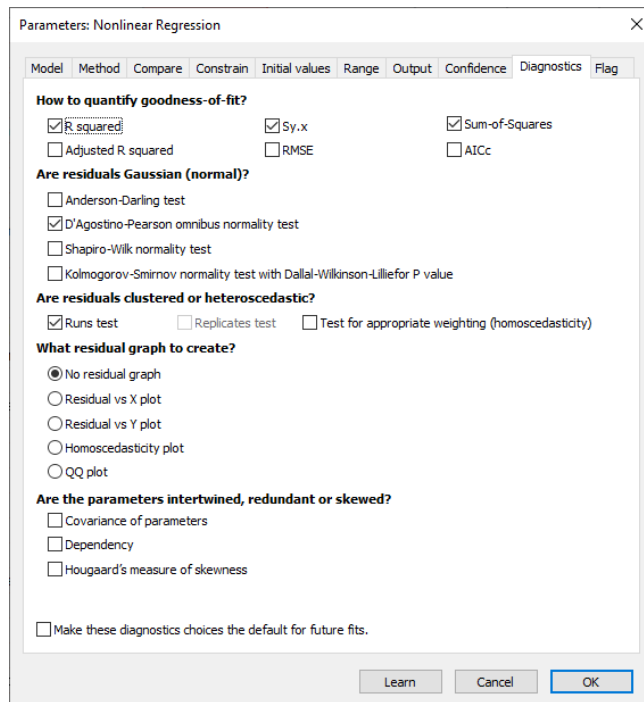 Parameters: Nonlinear Regression
Model Method Compare Constrain Initial values Range Output Confidence Diagnostics Flag
How to quantify goodness-of-fit?
R squared Sy.x Sum-of-Squares
Adjusted R squared RMSE AICc
Are residuals Gaussian (normal)?
Anderson-Darling test
D'Agostino-Pearson omnibus normality test
Shapiro-Wilk normality test
Kolmogorov-Smirnov normality test with Dallal-Wilkinson-Lilliefor P value
Are residuals clustered or heteroscedastic?
Runs test Replicates test Test for appropriate weighting (homoscedasticity)
What residual graph to create?
No residual graph
Residual vs X plot
Residual vs Y plot
Homoscedasticity plot
QQ plot
Are the parameters intertwined, redundant or skewed?
Covariance of parameters
Dependency
Hougaard's measure of skewness
Make these diagnostics choices the default for future fits.
Learn Cancel OK